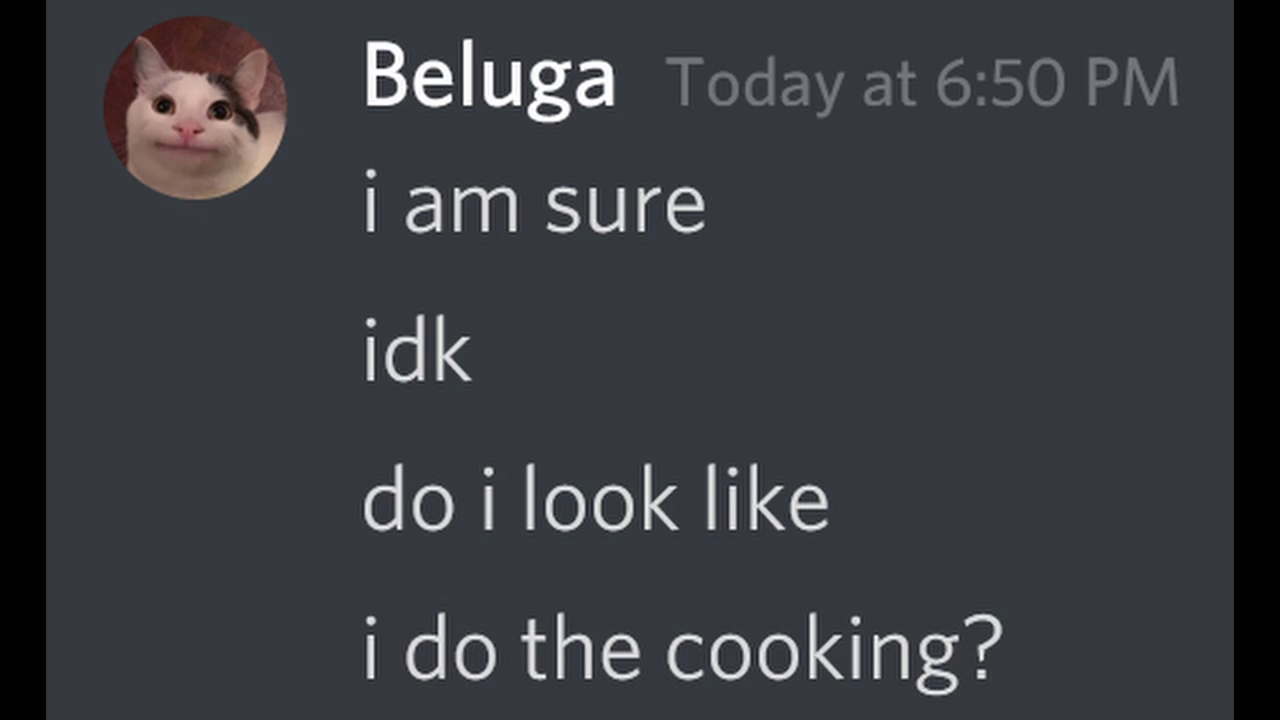 Beluga Today at 6:50 PM
i am sure
idk
do i look like
i do the cooking?